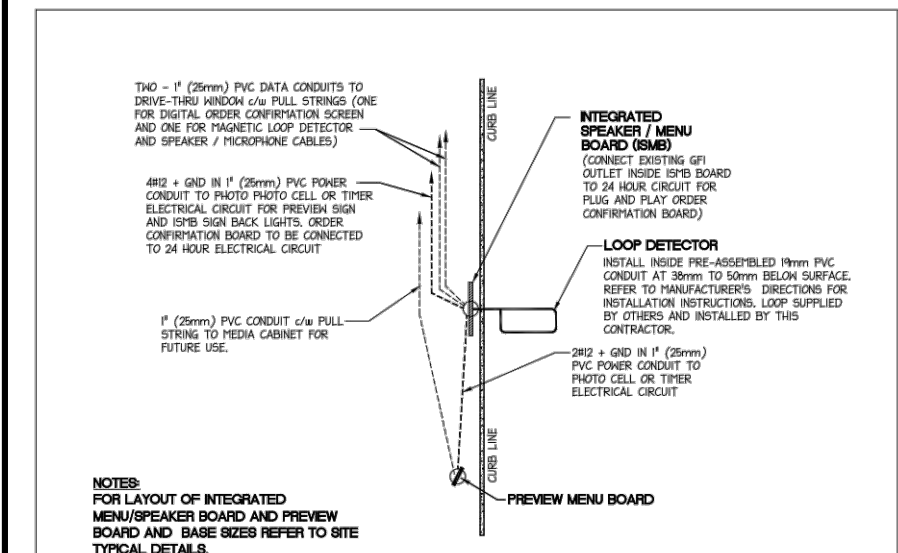 TWO - 1" (25mm) PVC DATA CONDUITS TO
DRIVE-THRU WINDOW c/w PULL STRINGS (ONE
FOR DIGITAL ORDER CONFIRMATION SCREEN
AND ONE FOR MAGNETIC LOOP DETECTOR
AND SPEAKER / MICROPHONE CABLES)
4#12 + GND IN 1" (25mm) PVC POWER
CONDUIT TO PHOTO PHOTO CELL OR TIMER
ELECTRICAL CIRCUIT FOR PREVIEW SIGN
AND ISMB SIGN BACK LIGHTS. ORDER
CONFIRMATION BOARD TO BE CONNECTED
TO 24 HOUR ELECTRICAL CIRCUIT
1" (25mm) PVC CONDUIT c/w PULL
STRING TO MEDIA CABINET FOR
FUTURE USE.
CURB LINE
INTEGRATED
SPEAKER / MENU
BOARD (ISMB)
(CONNECT EXISTING GFI
OUTLET INSIDE ISMB BOARD
TO 24 HOUR CIRCUIT FOR
PLUG AND PLAY ORDER
CONFIRMATION BOARD)
LOOP DETECTOR
INSTALL INSIDE PRE-ASSEMBLED 19mm PVC
CONDUIT AT 38mm TO 50mm BELOW SURFACE.
REFER TO MANUFACTURER'S DIRECTIONS FOR
INSTALLATION INSTRUCTIONS. LOOP SUPPLIED
BY OTHERS AND INSTALLED BY THIS
CONTRACTOR.
2#12 + GND IN 1" (25mm)
PVC POWER CONDUIT TO
PHOTO CELL OR TIMER
ELECTRICAL CIRCUIT
CURB LINE
PREVIEW MENU BOARD
NOTES:
FOR LAYOUT OF INTEGRATED
MENU/SPEAKER BOARD AND PREVIEW
BOARD AND BASE SIZES REFER TO SITE
TYPICAL DETAILS.